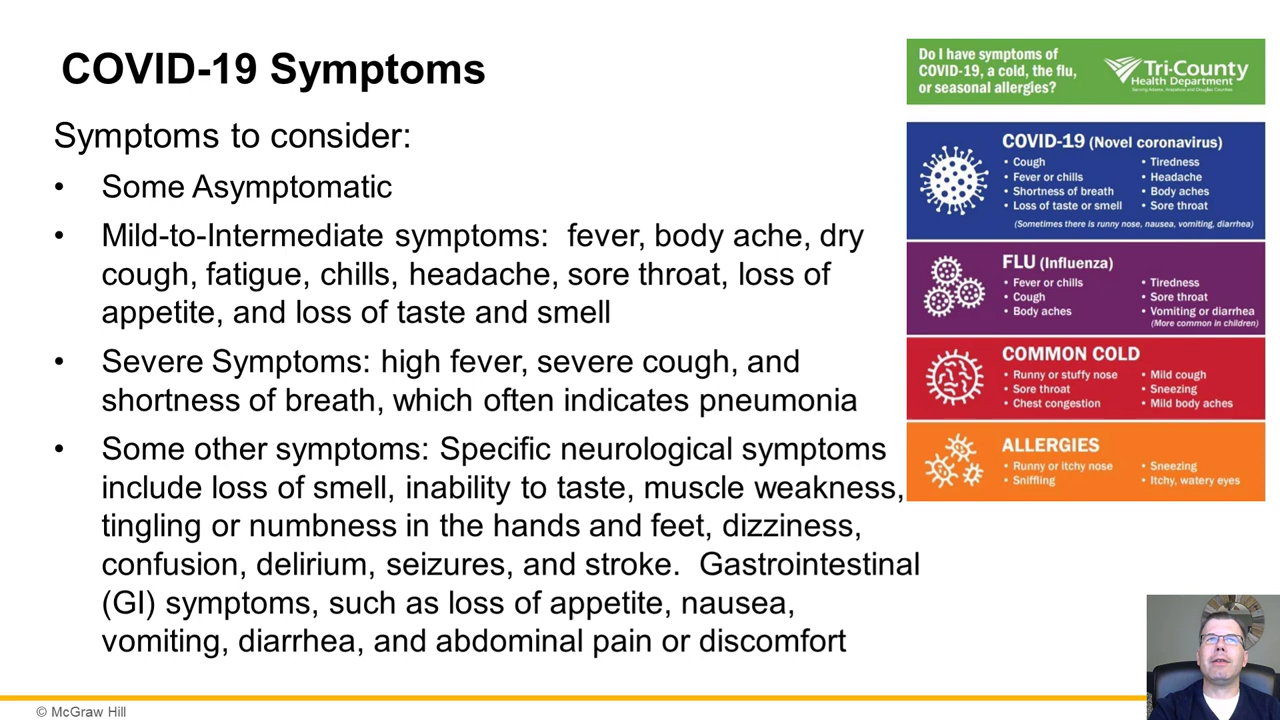 COVID-19 Symptoms
Symptoms to consider:
• Some Asymptomatic
• Mild-to-Intermediate symptoms:  fever, body ache, dry
cough, fatigue, chills, headache, sore throat, loss of
appetite, and loss of taste and smell
• Severe Symptoms: high fever, severe cough, and
shortness of breath, which often indicates pneumonia
• Some other symptoms: Specific neurological symptoms
include loss of smell, inability to taste, muscle weakness,
tingling or numbness in the hands and feet, dizziness,
confusion, delirium, seizures, and stroke.  Gastrointestinal
(GI) symptoms, such as loss of appetite, nausea,
vomiting, diarrhea, and abdominal pain or discomfort
Do I have symptoms of
COVID-19, a cold, the flu,
or seasonal allergies?
Tri-County
Health Department
Serving Adams, Arapahoe and Douglas Counties
COVID-19 (Novel coronavirus)
• Cough
• Fever or chills
• Shortness of breath
• Loss of taste or smell
• Tiredness
• Headache
• Body aches
• Sore throat
(Sometimes there is runny nose, nausea, vomiting, diarrhea)
FLU (Influenza)
• Fever or chills
• Cough
• Body aches
• Tiredness
• Sore throat
• Vomiting or diarrhea
(More common in children)
COMMON COLD
• Runny or stuffy nose
• Sore throat
• Chest congestion
• Mild cough
• Sneezing
• Mild body aches
ALLERGIES
• Runny or itchy nose
• Sniffling
• Sneezing
• Itchy, watery eyes
© McGraw Hill